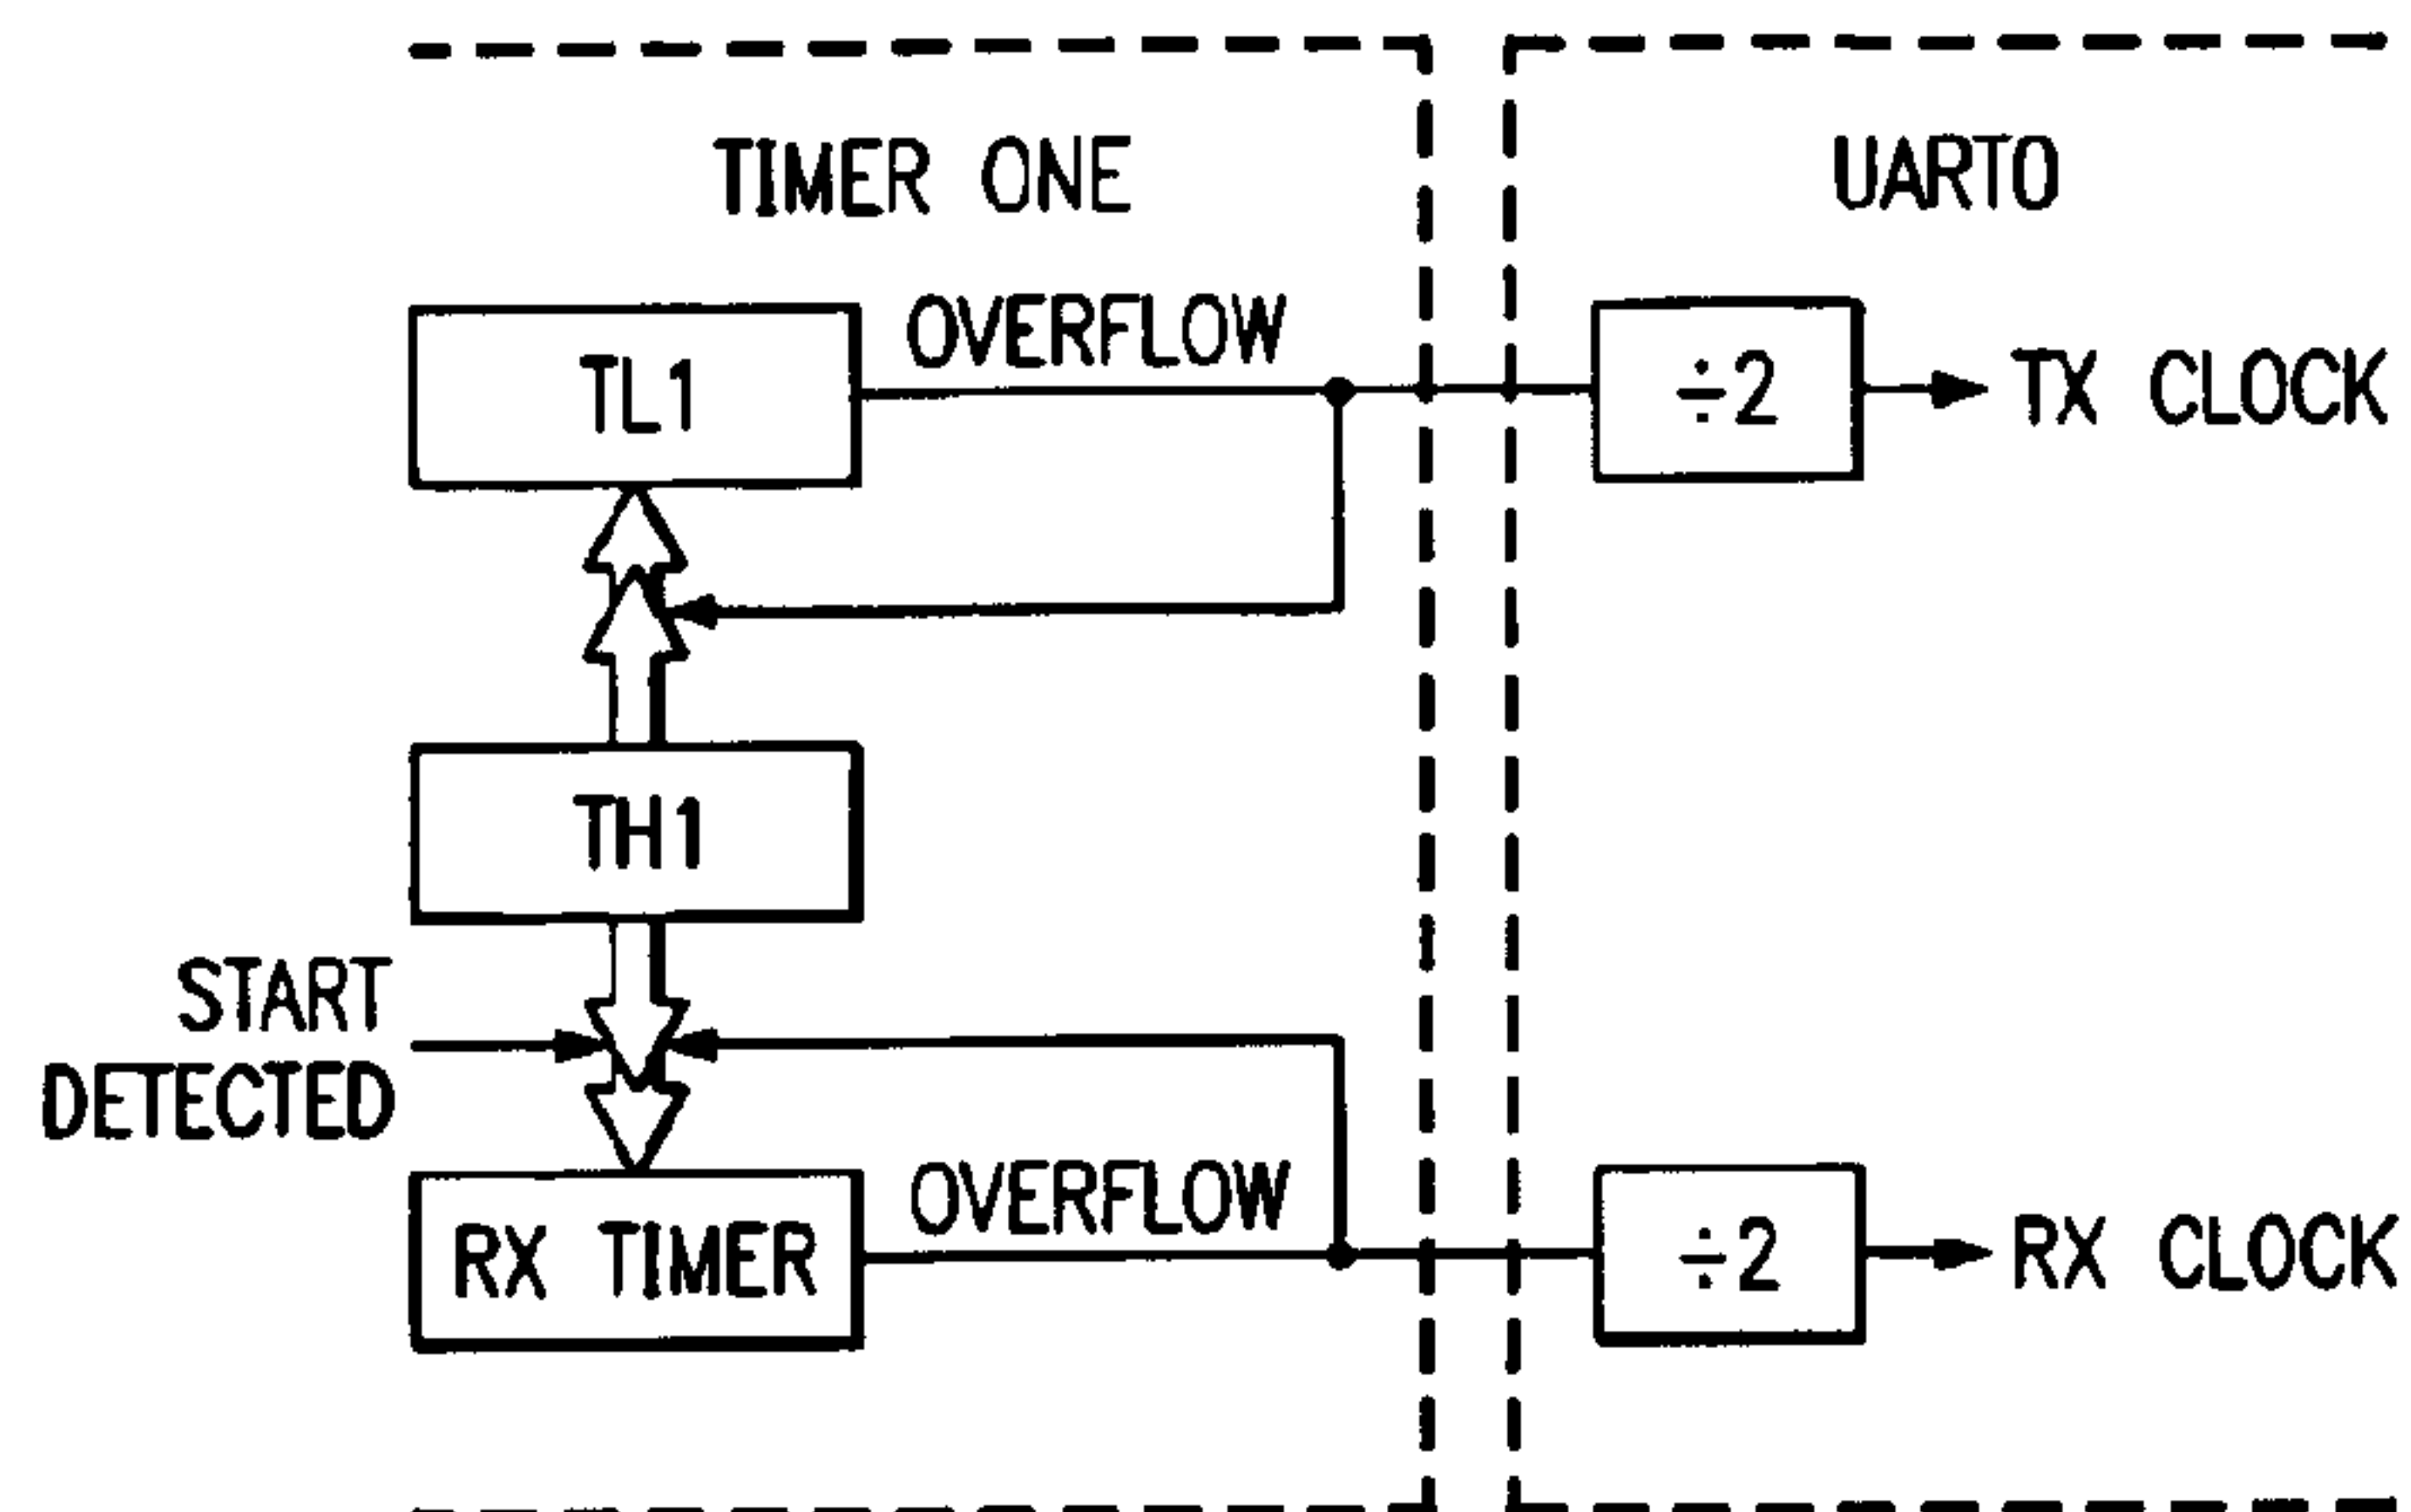 TIMER ONE
UART0
TL1
OVERFLOW
÷2
TX CLOCK
TH1
START
DETECTED
RX TIMER
OVERFLOW
÷2
RX CLOCK